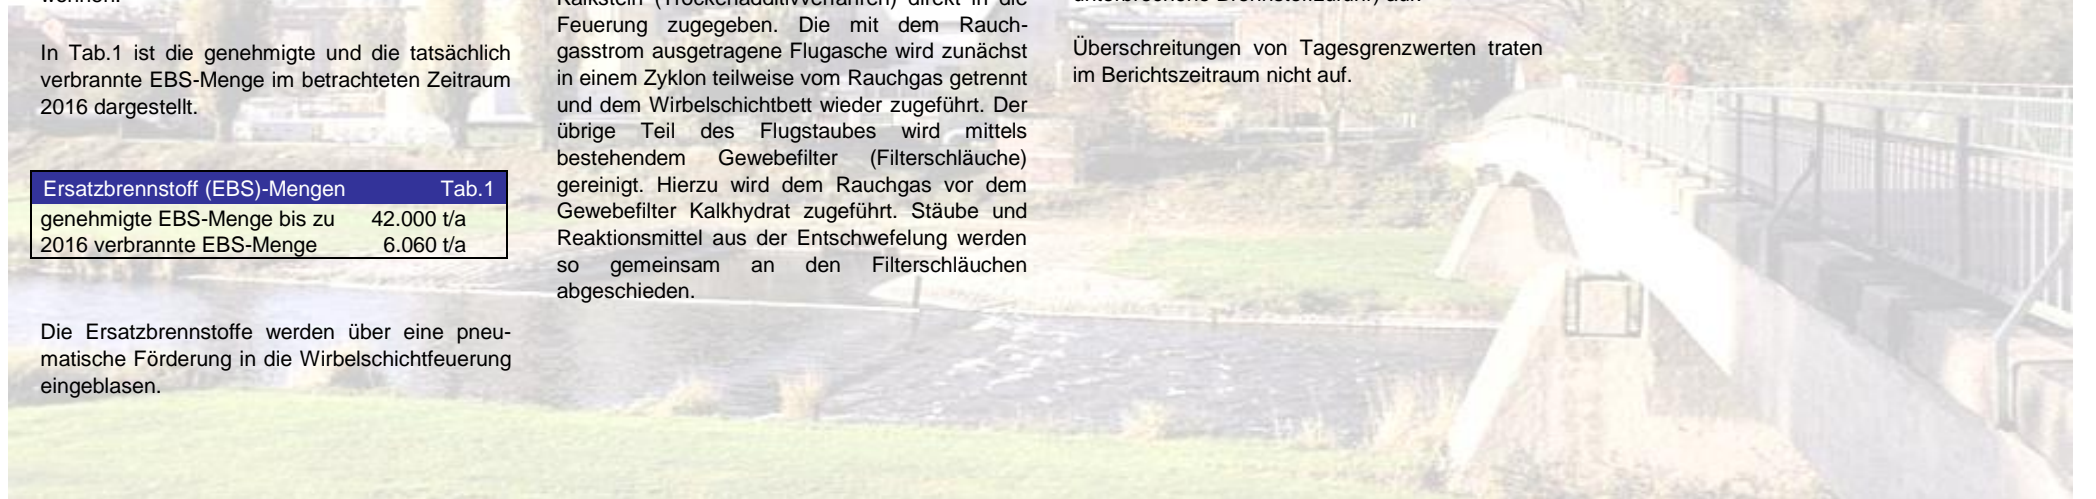 In Tab.1 ist die genehmigte und die tatsächlich
verbrannte EBS-Menge im betrachteten Zeitraum
2016 dargestellt.
Ersatzbrennstoff (EBS)-Mengen Tab.1
genehmigte EBS-Menge bis zu 42.000 t/a
2016 verbrannte EBS-Menge 6.060 t/a
Die Ersatzbrennstoffe werden über eine pneu-
matische Förderung in die Wirbelschichtfeuerung
eingeblasen.
Kalkstein (Trockenadditivverfahren) direkt in die
Feuerung zugegeben. Die mit dem Rauch-
gasstrom ausgetragene Flugasche wird zunächst
in einem Zyklon teilweise vom Rauchgas getrennt
und dem Wirbelschichtbett wieder zugeführt. Der
übrige Teil des Flugstaubes wird mittels
bestehendem Gewebefilter (Filterschläuche)
gereinigt. Hierzu wird dem Rauchgas vor dem
Gewebefilter Kalkhydrat zugeführt. Stäube und
Reaktionsmittel aus der Entschwefelung werden
so gemeinsam an den Filterschläuchen
abgeschieden.
Überschreitungen von Tagesgrenzwerten traten
im Berichtszeitraum nicht auf.